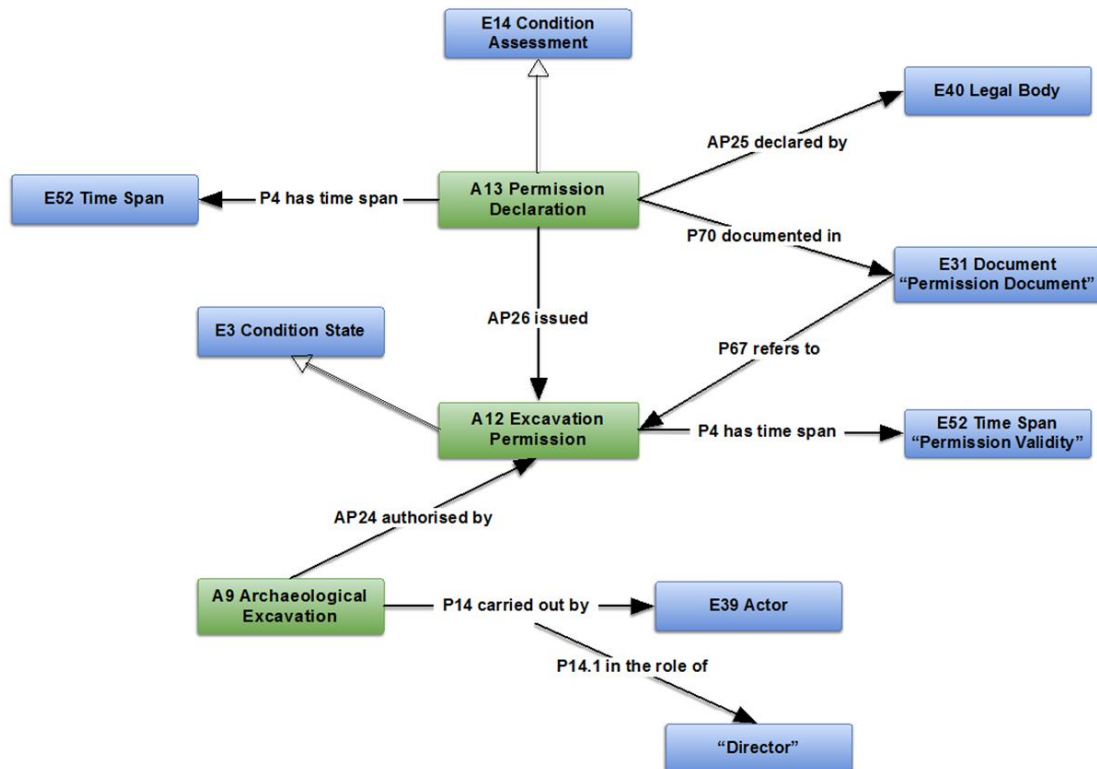 E14 Condition
Assessment
E40 Legal Body
AP25 declared by
E52 Time Span
P4 has time span
A13 Permission
Declaration
P70 documented in
E31 Document
“Permission Document”
AP26 issued
E3 Condition State
P67 refers to
A12 Excavation
Permission
P4 has time span
E52 Time Span
“Permission Validity”
AP24 authorised by
A9 Archaeological
Excavation
P14 carried out by
E39 Actor
P14.1 in the role of
“Director”